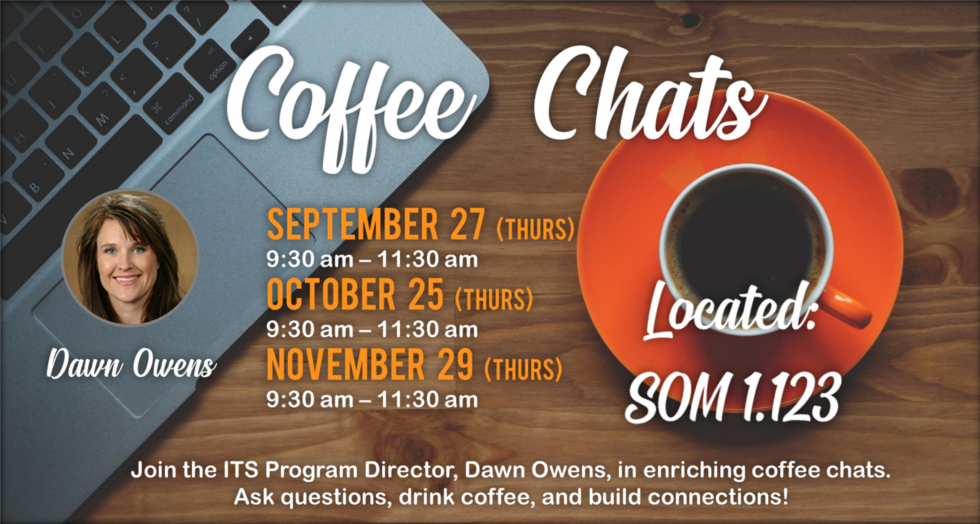 Coffee Chats
SEPTEMBER 27 (THURS)
9:30 am – 11:30 am
OCTOBER 25 (THURS)
9:30 am – 11:30 am
NOVEMBER 29 (THURS)
9:30 am – 11:30 am
Dawn Owens
Located:
SOM 1.123
Join the ITS Program Director, Dawn Owens, in enriching coffee chats.
Ask questions, drink coffee, and build connections!
option
command